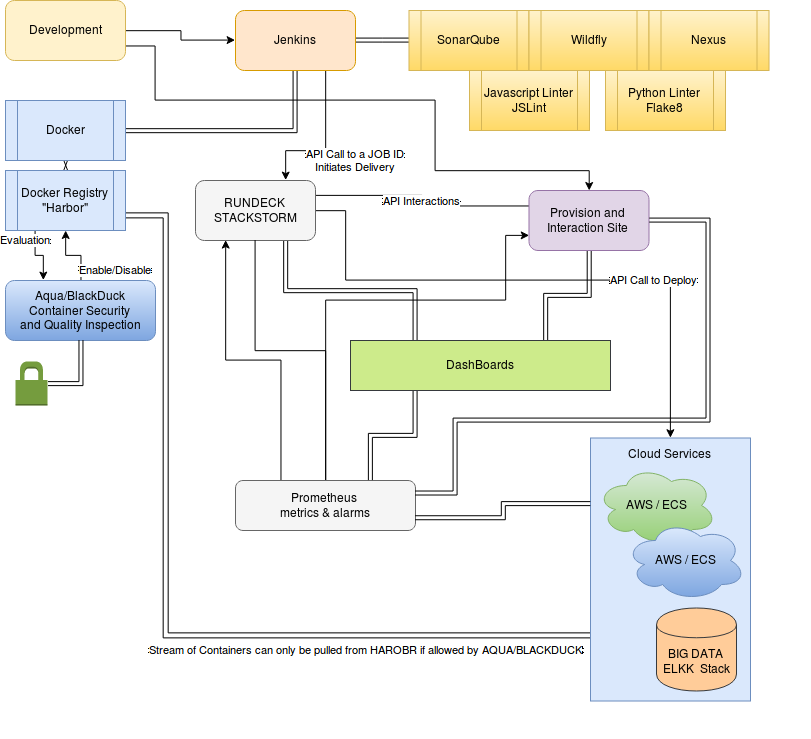 Development
Jenkins
SonarQube
Wildfly
Nexus
Javascript Linter
JSLint
Python Linter
Flake8
Docker
API Call to a JOB ID:
Initiates Delivery
Docker Registry
"Harbor"
RUNDECK
STACKSTORM
API Interactions
Provision and
Interaction Site
Evaluation
Enable/Disable
API Call to Deploy
Aqua/BlackDuck
Container Security
and Quality Inspection
DashBoards
Cloud Services
Prometheus
metrics & alarms
AWS / ECS
AWS / ECS
Stream of Containers can only be pulled from HAROBR if allowed by AQUA/BLACKDUCK
BIG DATA
ELKK Stack